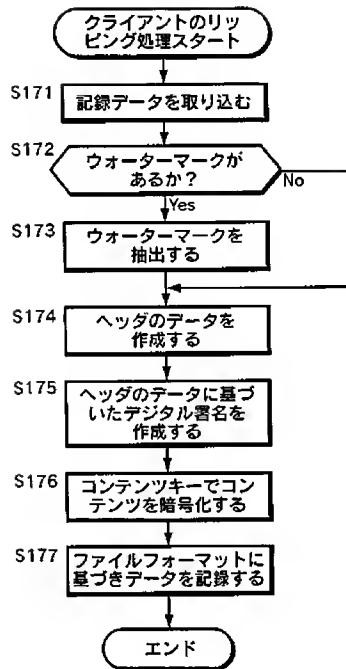 クライアントのリッ
ピング処理スタート
S171
記録データを取り込む
S172
ウォーターマークが
あるか？
No
Yes
S173
ウォーターマークを
抽出する
S174
ヘッダのデータを
作成する
S175
ヘッダのデータに基づ
いたデジタル署名を
作成する
S176
コンテンツキーでコン
テンツを暗号化する
S177
ファイルフォーマットに
基づきデータを記録する
エンド